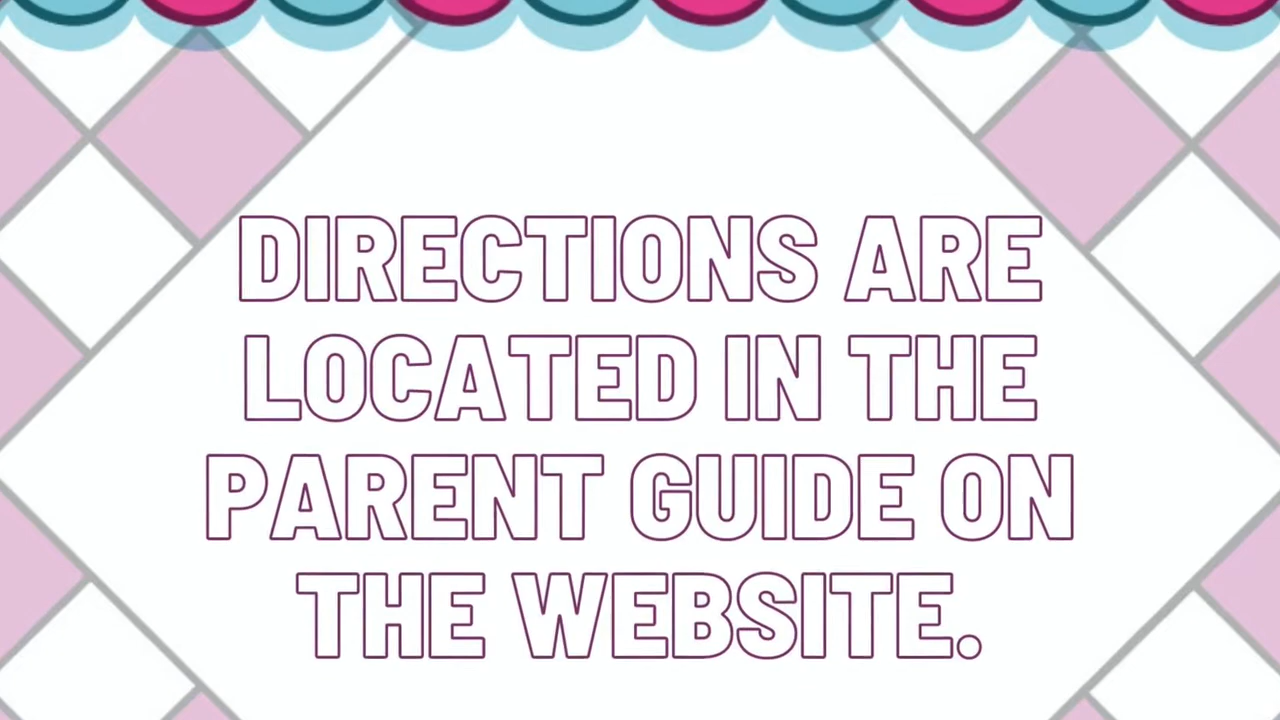 DIRECTIONS ARE
LOCATED IN THE
PARENT GUIDE ON
THE WEBSITE.